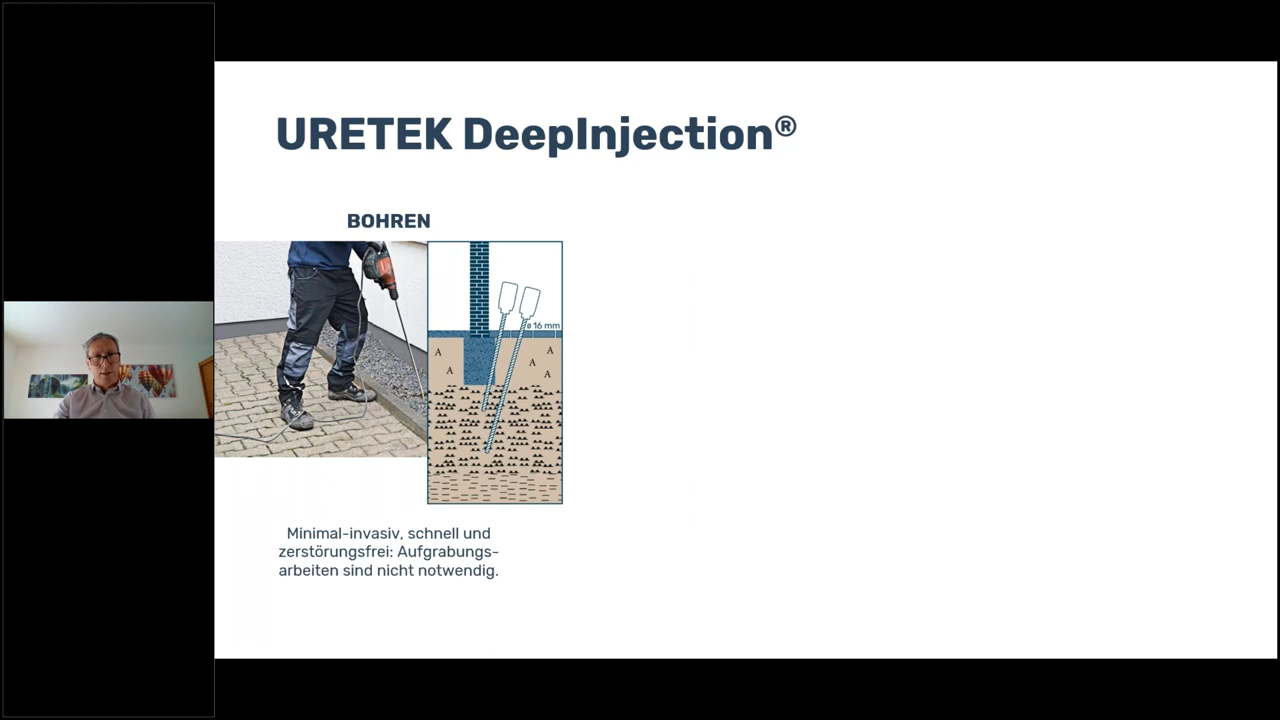 URETEK DeepInjection®
BOHREN
ø 16 mm
A
A
A
A
A
Minimal-invasiv, schnell und
zerstörungsfrei: Aufgrabungs-
arbeiten sind nicht notwendig.